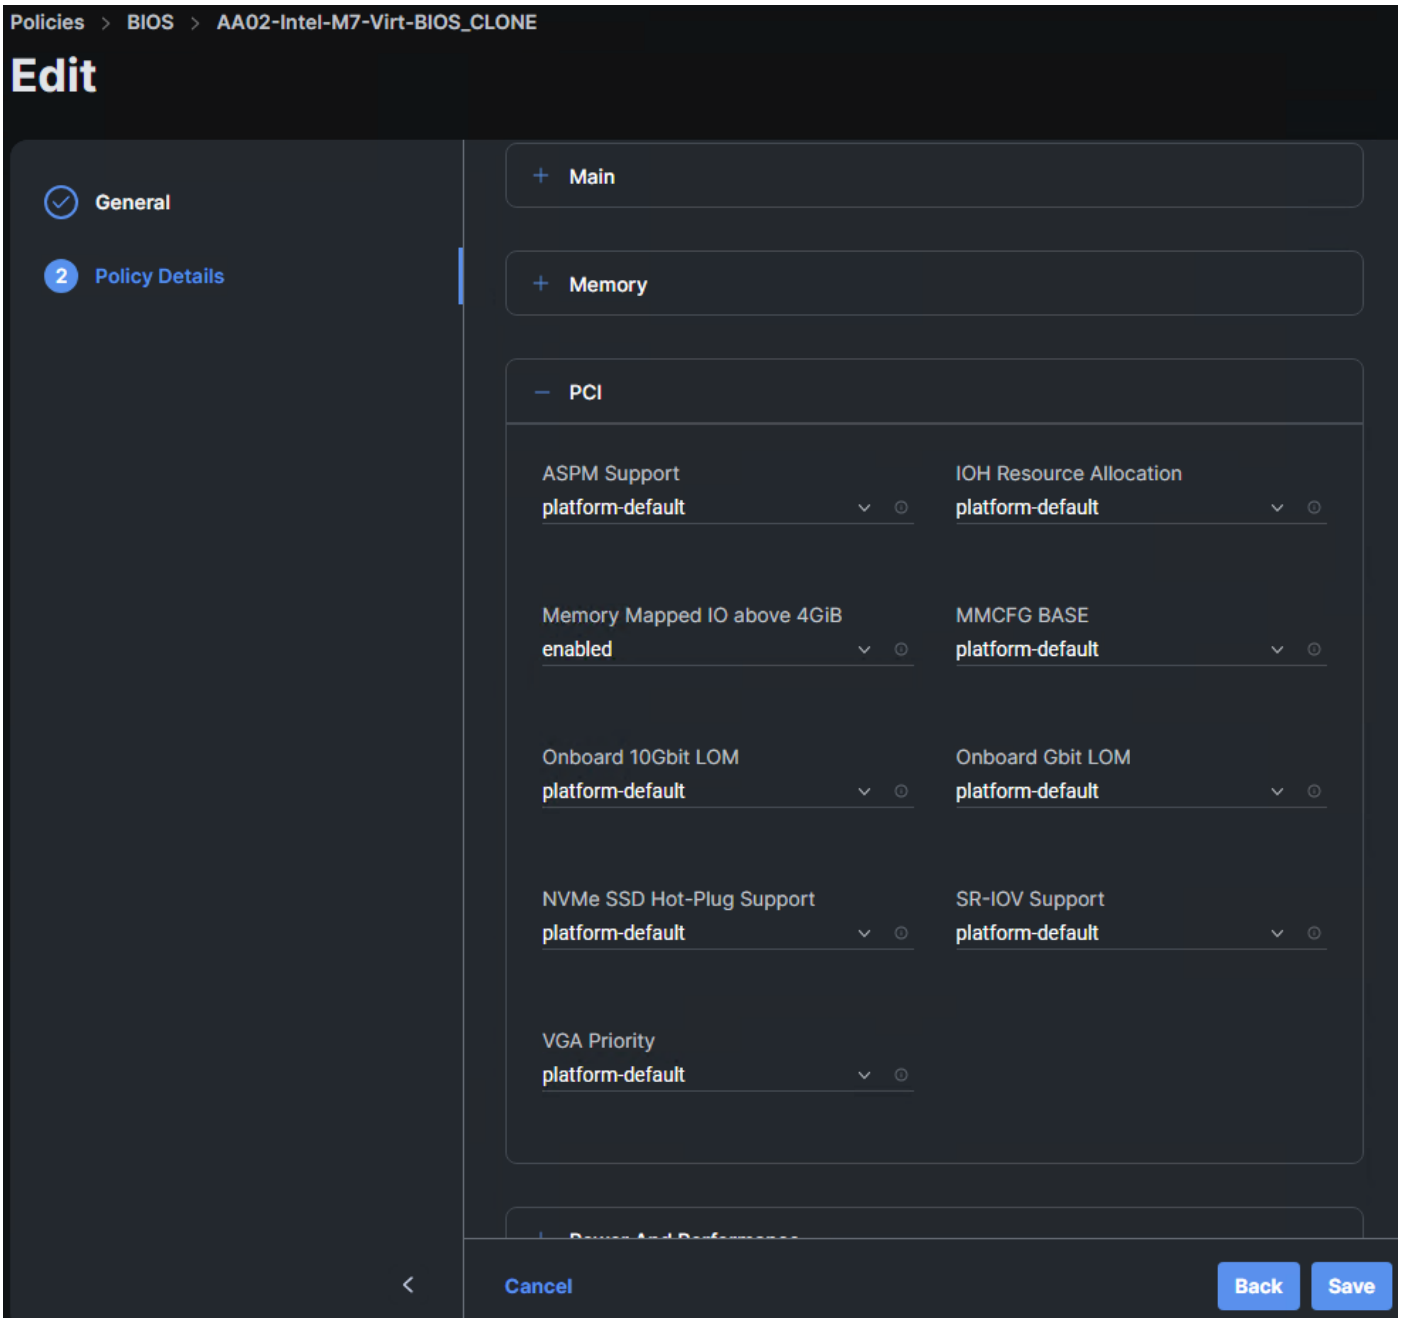 Policies > BIOS > AA02-Intel-M7-Virt-BIOS_CLONE
Edit
General
2 Policy Details
Main
Memory
PCI
ASPM Support
platform-default
IOH Resource Allocation
platform-default
Memory Mapped IO above 4GiB
enabled
MMCFG BASE
platform-default
Onboard 10Gbit LOM
platform-default
Onboard Gbit LOM
platform-default
NVMe SSD Hot-Plug Support
platform-default
SR-IOV Support
platform-default
VGA Priority
platform-default
Power And Performance
Cancel
Back
Save